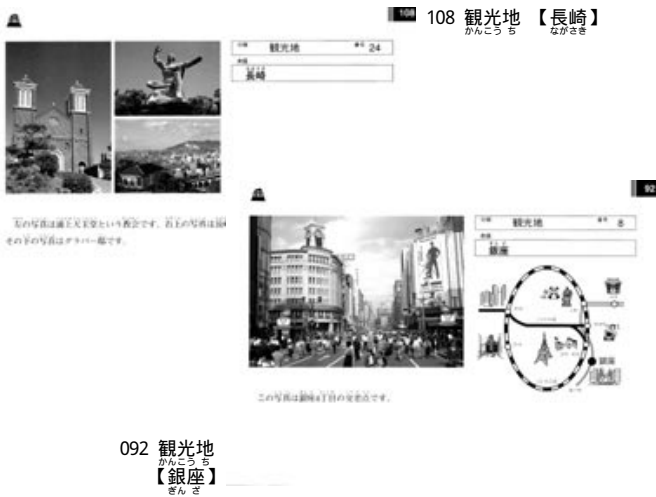 108
108 観光地 【長崎】
かんこう ち ながさき
観光地 24
長崎
左の写真は浦上天主堂という教会です。右上の写真は
その下の写真はグラバー邸です。
92
観光地 8
銀座
銀座
この写真は銀座4丁目の交差点です。
092 観光地
かんこう ち
【銀座】
ぎん ざ